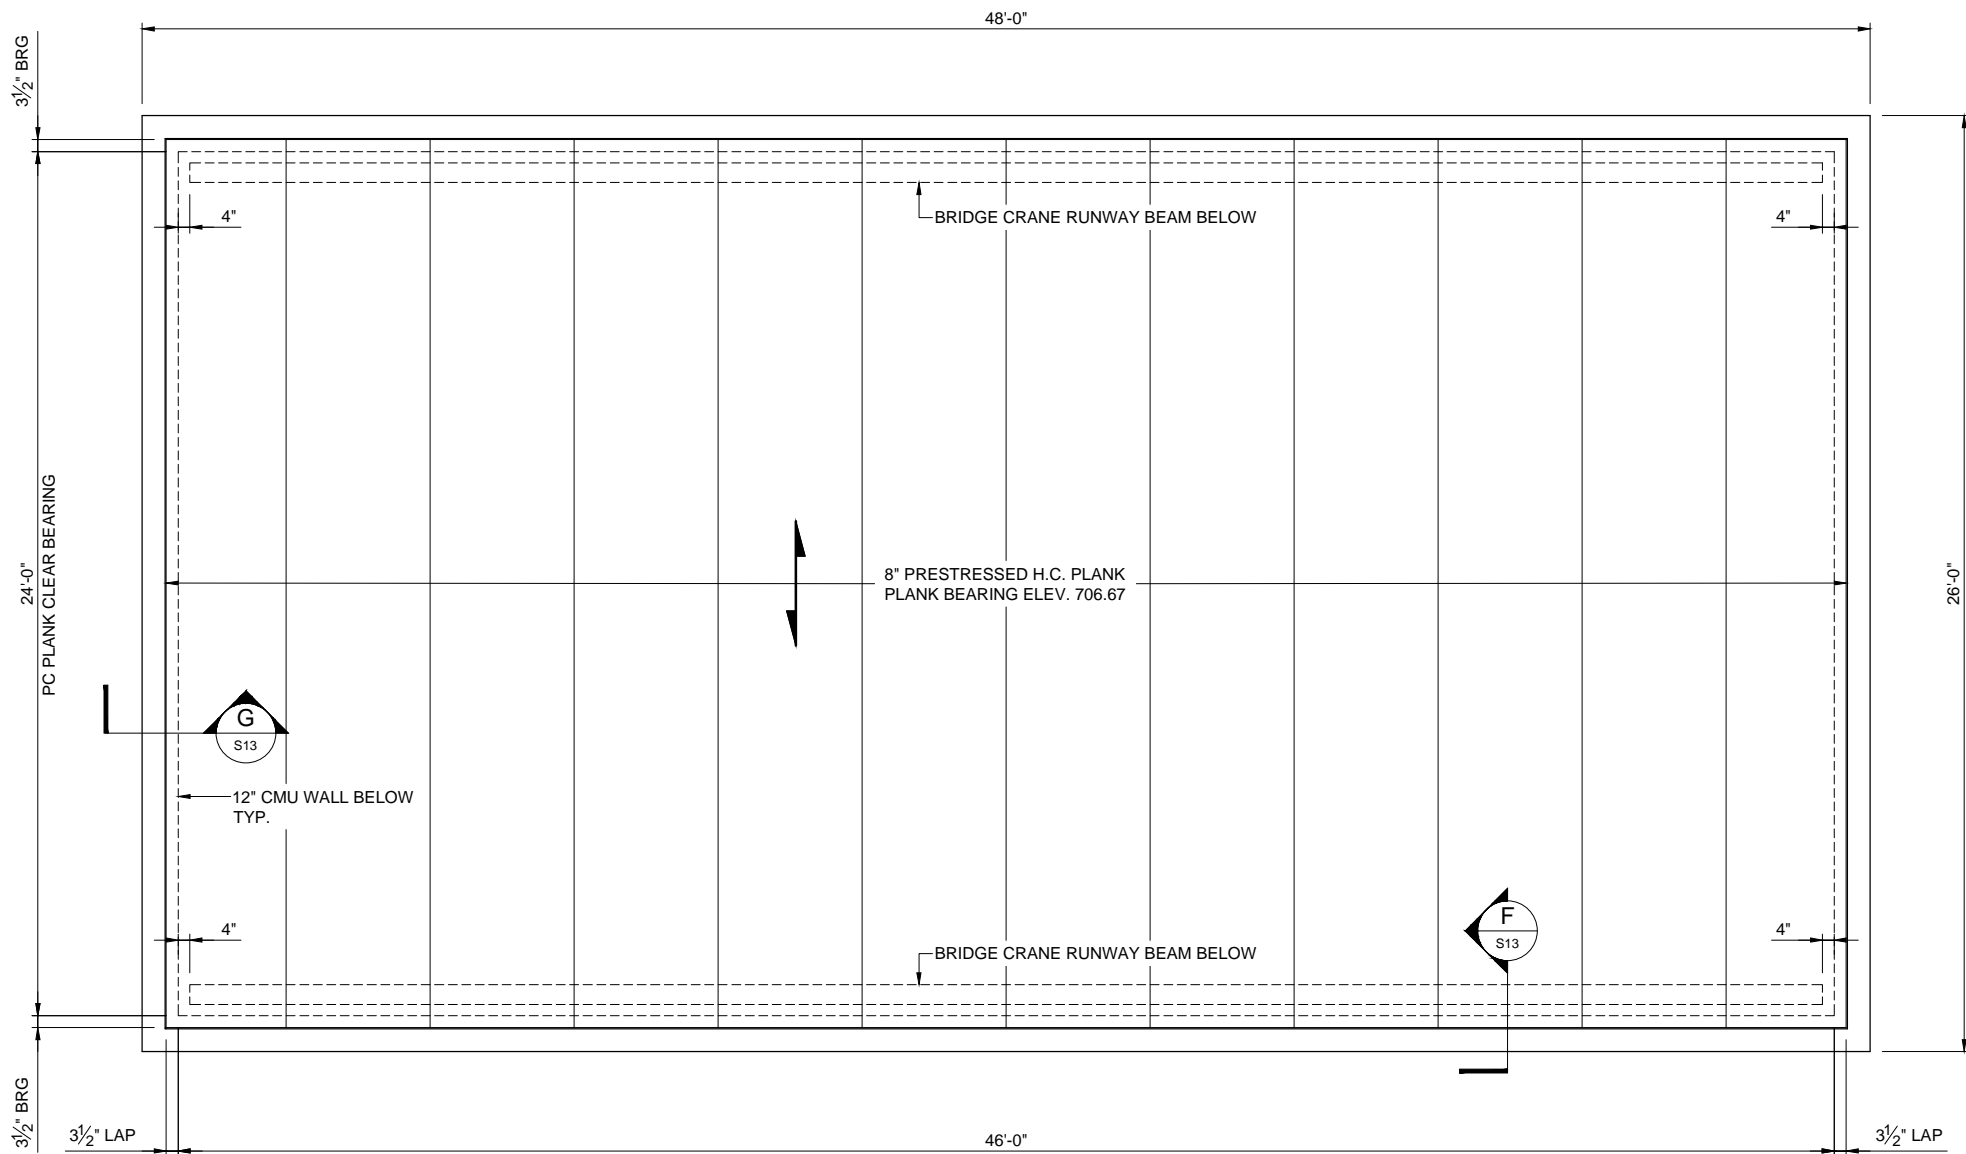 48'-0"
3½" BRG
4"
BRIDGE CRANE RUNWAY BEAM BELOW
4"
24'-0"
PC PLANK CLEAR BEARING
8" PRESTRESSED H.C. PLANK
PLANK BEARING ELEV. 706.67
26'-0"
G
S13
12" CMU WALL BELOW
TYP.
F
S13
4"
BRIDGE CRANE RUNWAY BEAM BELOW
4"
3½" BRG
3½" LAP
46'-0"
3½" LAP